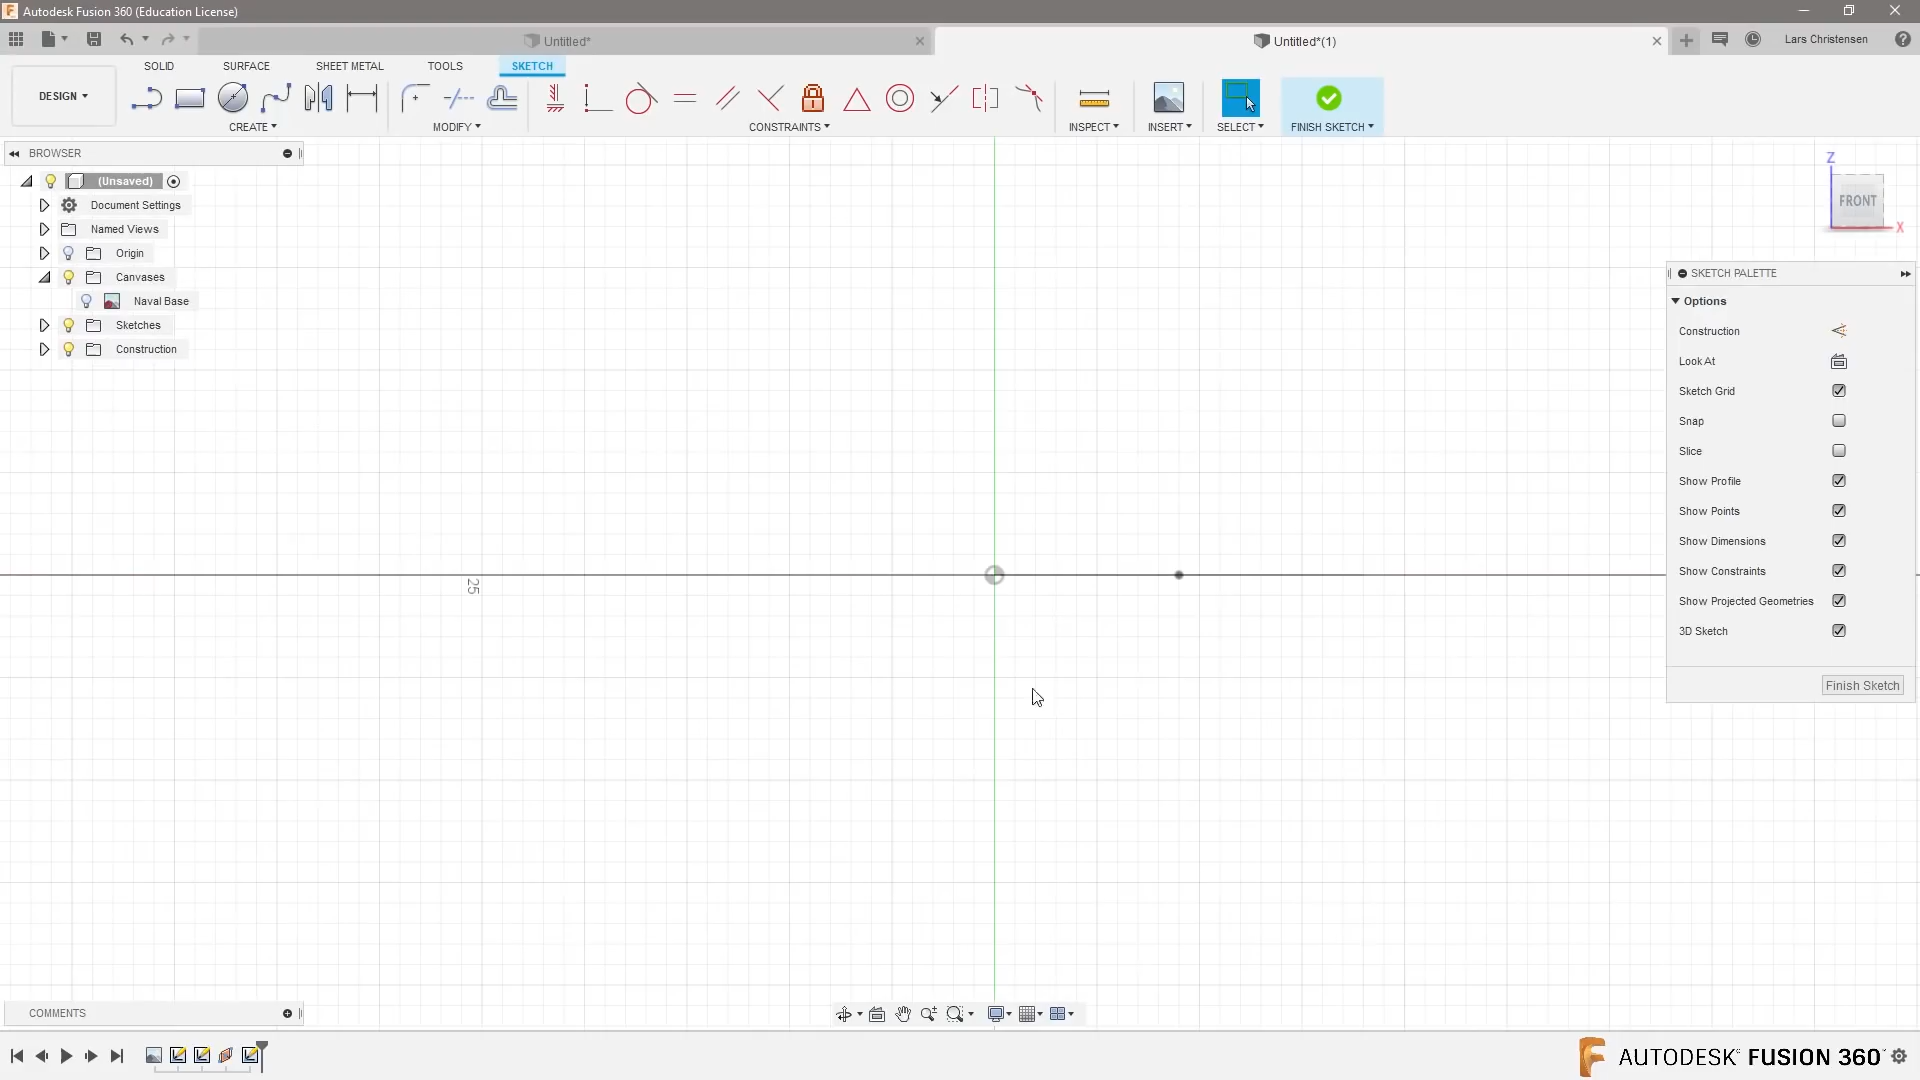 Autodesk Fusion 360 (Education License)
Untitled*
Untitled*(1)
Lars Christensen
SOLID
SURFACE
SHEET METAL
TOOLS
SKETCH
DESIGN
CREATE
MODIFY
CONSTRAINTS
INSPECT
INSERT
SELECT
FINISH SKETCH
BROWSER
(Unsaved)
Document Settings
Named Views
Origin
Canvases
Naval Base
Sketches
Construction
Z
FRONT
X
SKETCH PALETTE
Options
Construction
Look At
Sketch Grid
Snap
Slice
Show Profile
Show Points
Show Dimensions
Show Constraints
Show Projected Geometries
3D Sketch
Finish Sketch
25
COMMENTS
AUTODESK FUSION 360